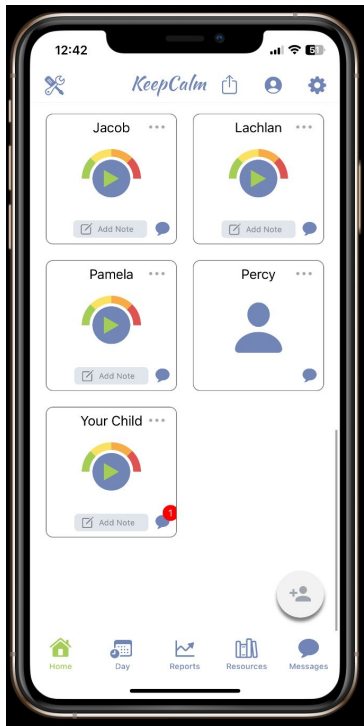 12:42
KeepCalm
Jacob
Lachlan
Add Note
Add Note
Pamela
Percy
Add Note
Your Child
Add Note
1
Home
Day
Reports
Resources
Messages